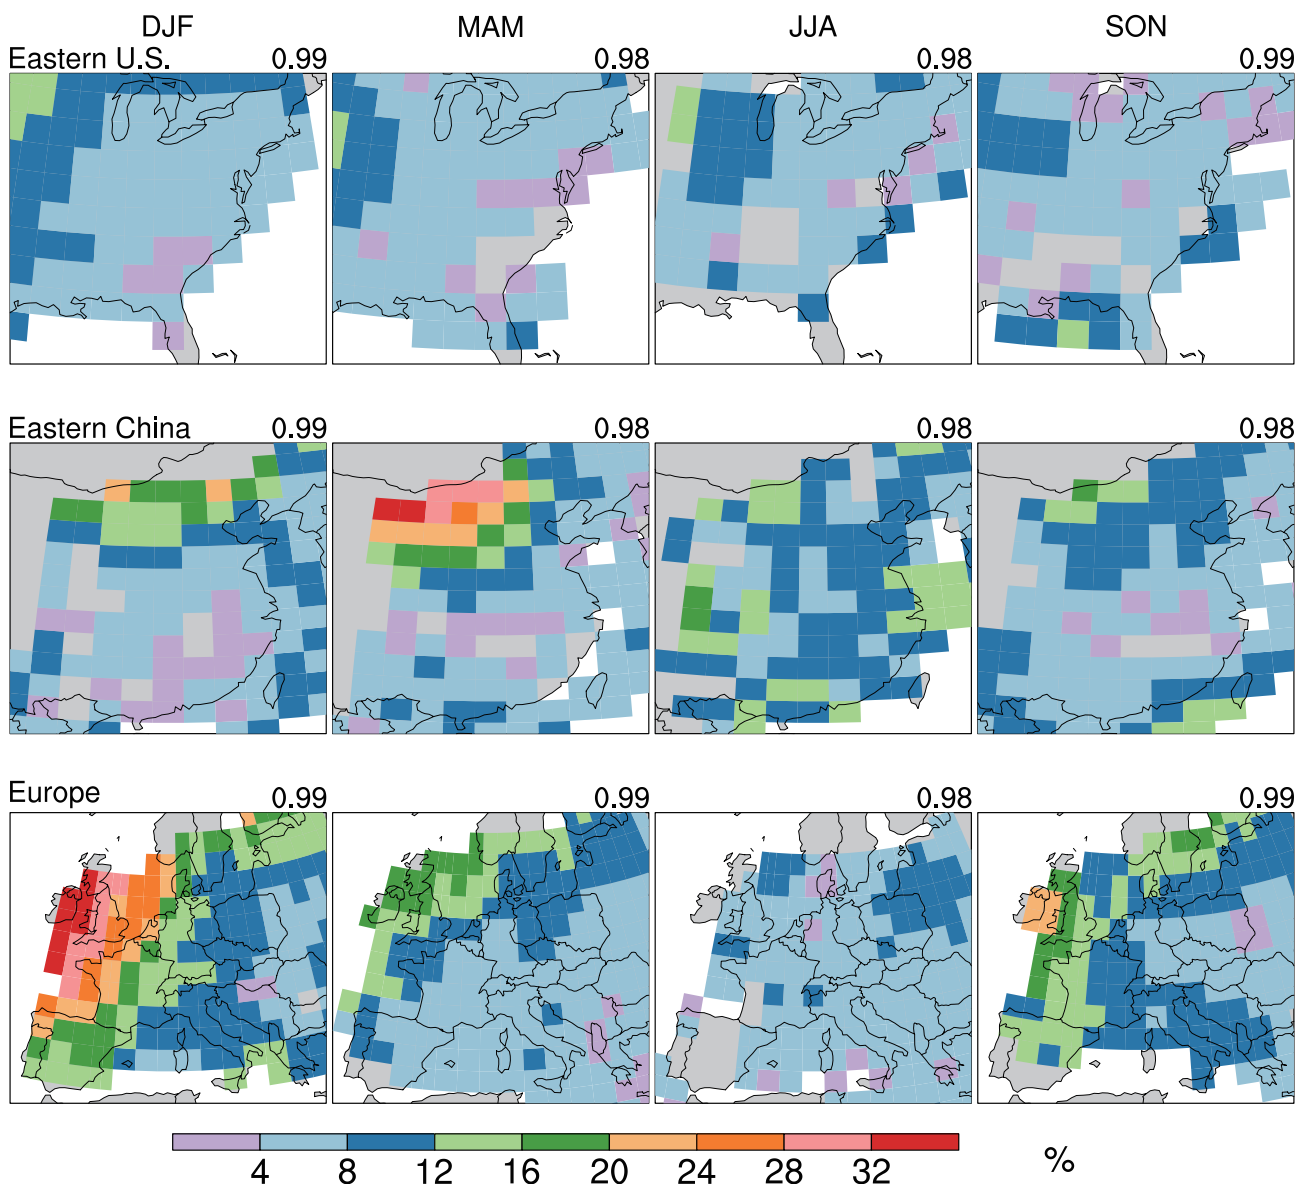 DJF MAM JJA SON
Eastern U.S. 0.99 0.98 0.98 0.99
Eastern China 0.99 0.98 0.98 0.98
Europe 0.99 0.99 0.98 0.99
4 8 12 16 20 24 28 32 %